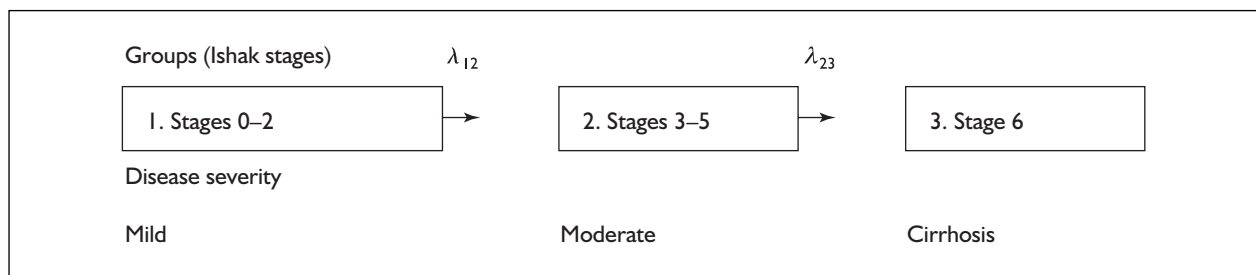 Groups (Ishak stages) λ12 λ23
1. Stages 0–2 2. Stages 3–5 3. Stage 6
Disease severity
Mild Moderate Cirrhosis